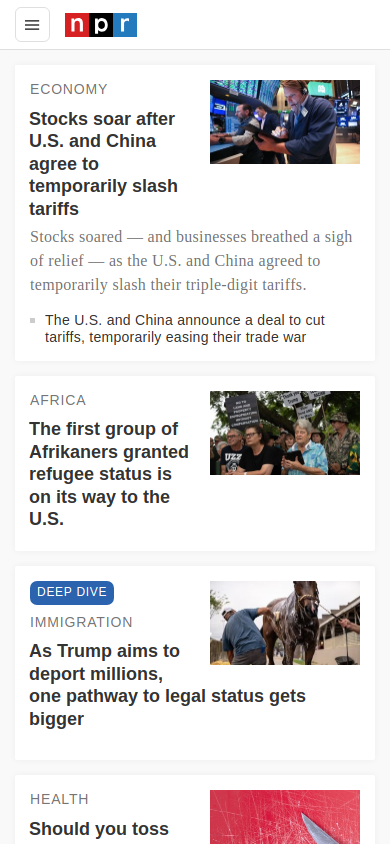 npr
ECONOMY
Stocks soar after
U.S. and China
agree to
temporarily slash
tariffs
Stocks soared — and businesses breathed a sigh
of relief — as the U.S. and China agreed to
temporarily slash their triple-digit tariffs.
The U.S. and China announce a deal to cut
tariffs, temporarily easing their trade war
AFRICA
The first group of
Afrikaners granted
refugee status is
on its way to the
U.S.
DEEP DIVE
IMMIGRATION
As Trump aims to
deport millions,
one pathway to legal status gets
bigger
HEALTH
Should you toss